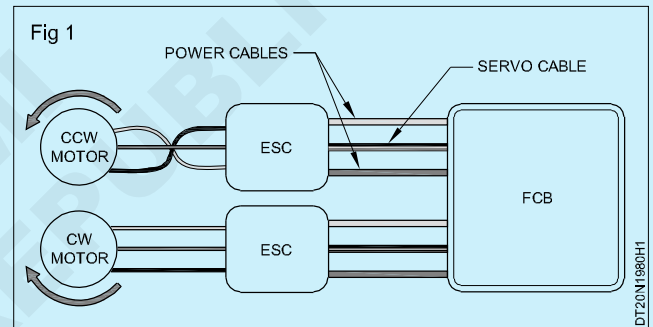 Fig 1
POWER CABLES
SERVO CABLE
CCW
MOTOR
ESC
FCB
CW
MOTOR
ESC
DT20N1980H1